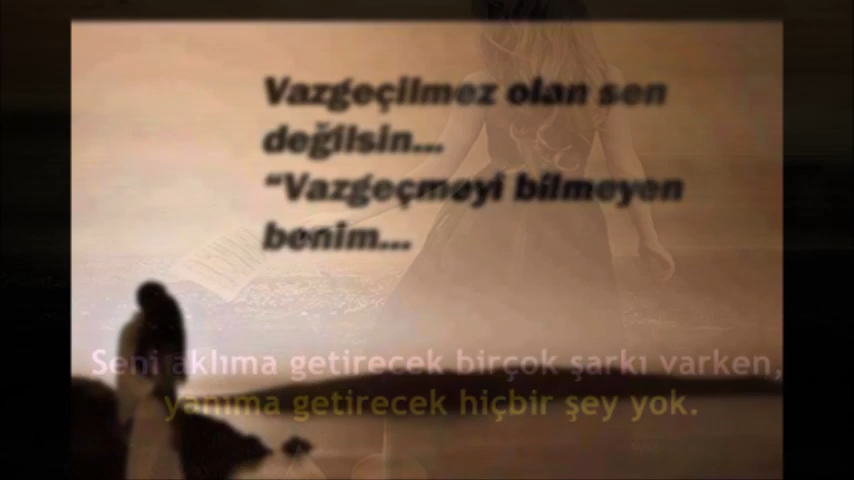 Vazgeçilmez olan sen
değilsin...
“Vazgeçmeyi bilmeyen
benim...
Seni aklıma getirecek birçok şarkı varken,
yanıma getirecek hiçbir şey yok.